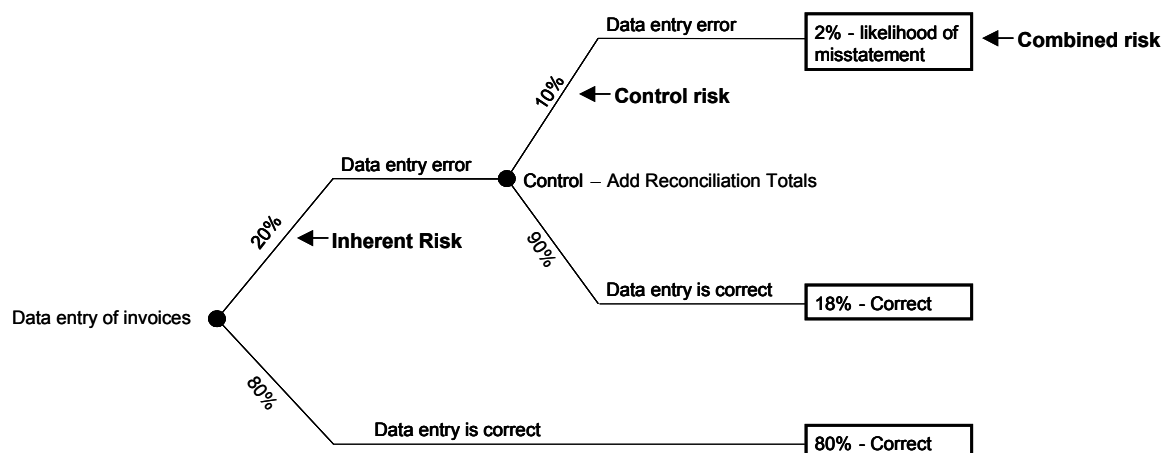 Data entry error
2% - likelihood of
misstatement
Combined risk
10%
Control risk
Data entry error
Control – Add Reconciliation Totals
20%
Inherent Risk
90%
Data entry is correct
18% - Correct
Data entry of invoices
80%
Data entry is correct
80% - Correct